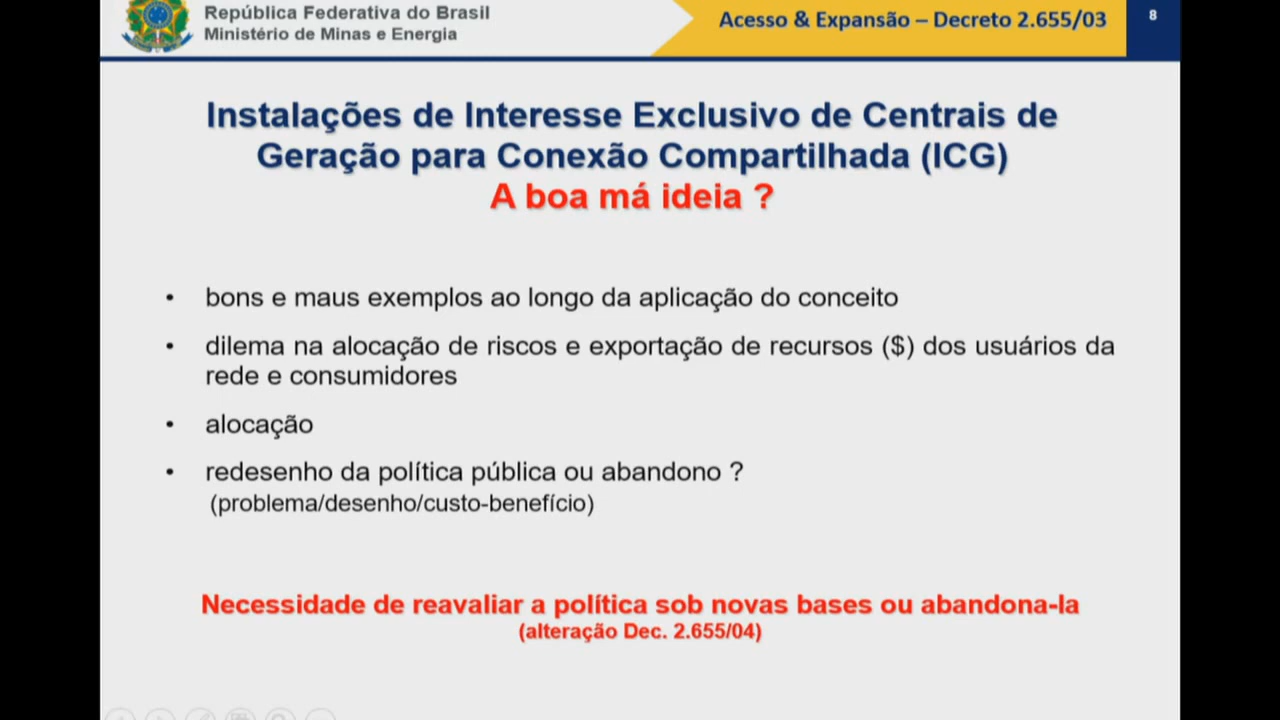 República Federativa do Brasil
Ministério de Minas e Energia
Acesso & Expansão – Decreto 2.655/03
8
Instalações de Interesse Exclusivo de Centrais de
Geração para Conexão Compartilhada (ICG)
A boa má ideia ?
• bons e maus exemplos ao longo da aplicação do conceito
• dilema na alocação de riscos e exportação de recursos ($) dos usuários da
rede e consumidores
• alocação
• redesenho da política pública ou abandono ?
(problema/desenho/custo-benefício)
Necessidade de reavaliar a política sob novas bases ou abandona-la
(alteração Dec. 2.655/04)